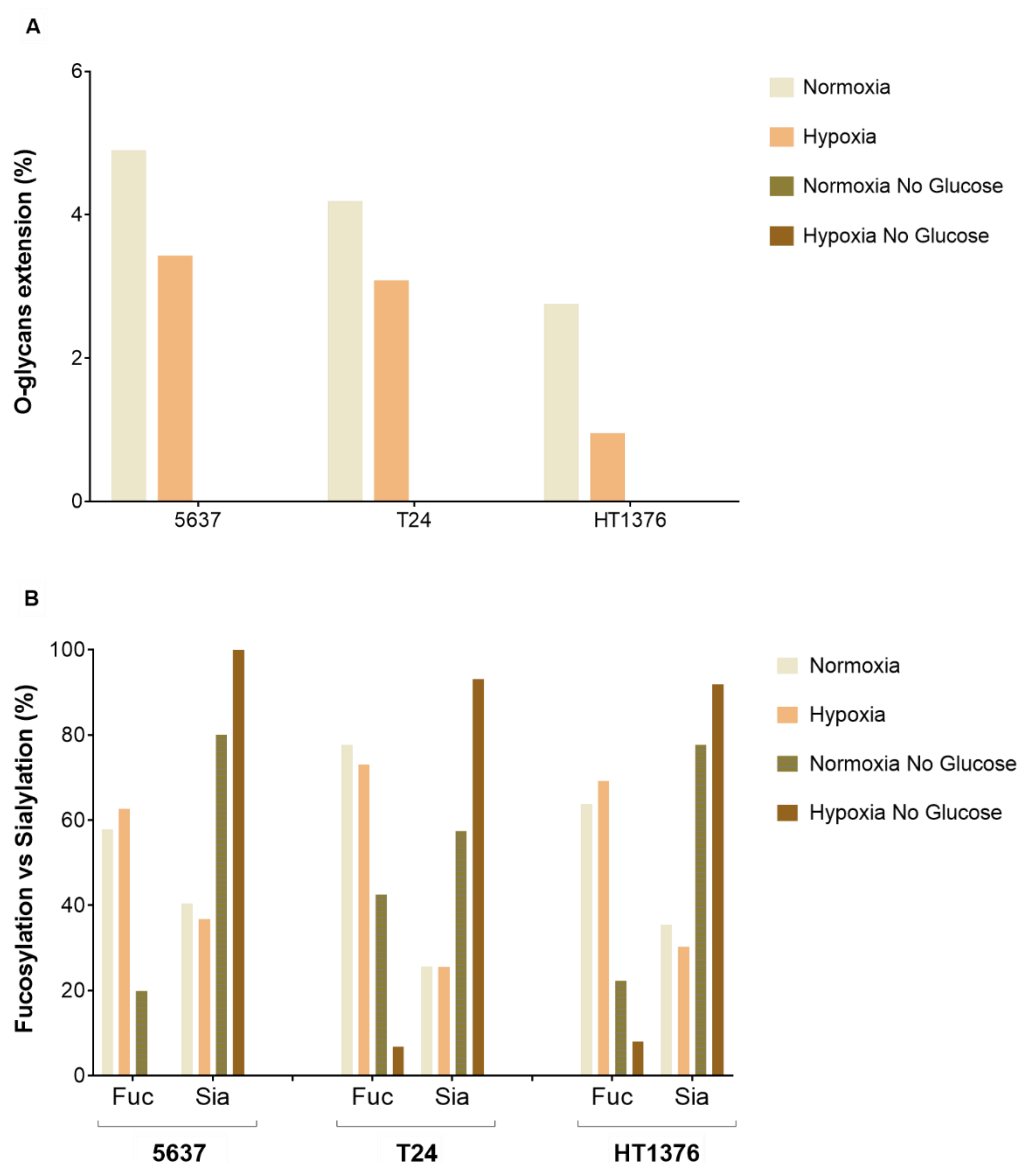 A
O-glycans extension (%)
6
4
2
0
5637
T24
HT1376
Normoxia
Hypoxia
Normoxia No Glucose
Hypoxia No Glucose
B
Fucosylation vs Sialylation (%)
100
80
60
40
20
0
Fuc Sia Fuc Sia Fuc Sia
5637 T24 HT1376
Normoxia
Hypoxia
Normoxia No Glucose
Hypoxia No Glucose